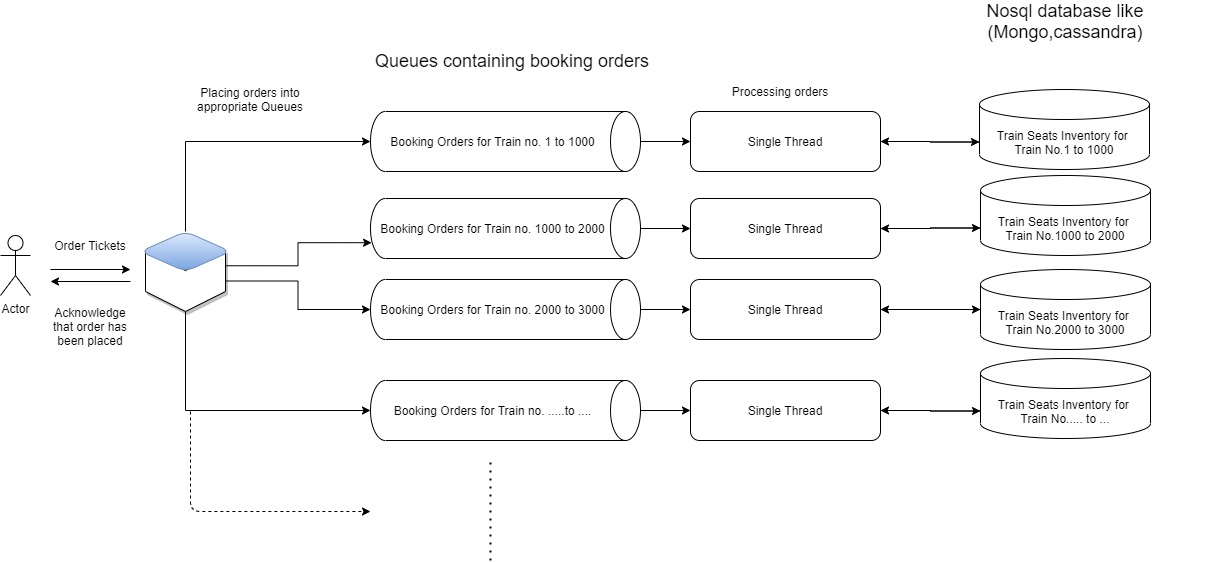 Nosql database like
(Mongo,cassandra)
Queues containing booking orders
Placing orders into
appropriate Queues
Processing orders
Booking Orders for Train no. 1 to 1000
Single Thread
Train Seats Inventory for
Train No.1 to 1000
Booking Orders for Train no. 1000 to 2000
Single Thread
Train Seats Inventory for
Train No.1000 to 2000
Order Tickets
Actor
Acknowledge
that order has
been placed
Booking Orders for Train no. 2000 to 3000
Single Thread
Train Seats Inventory for
Train No.2000 to 3000
Booking Orders for Train no. .....to ....
Single Thread
Train Seats Inventory for
Train No..... to ...